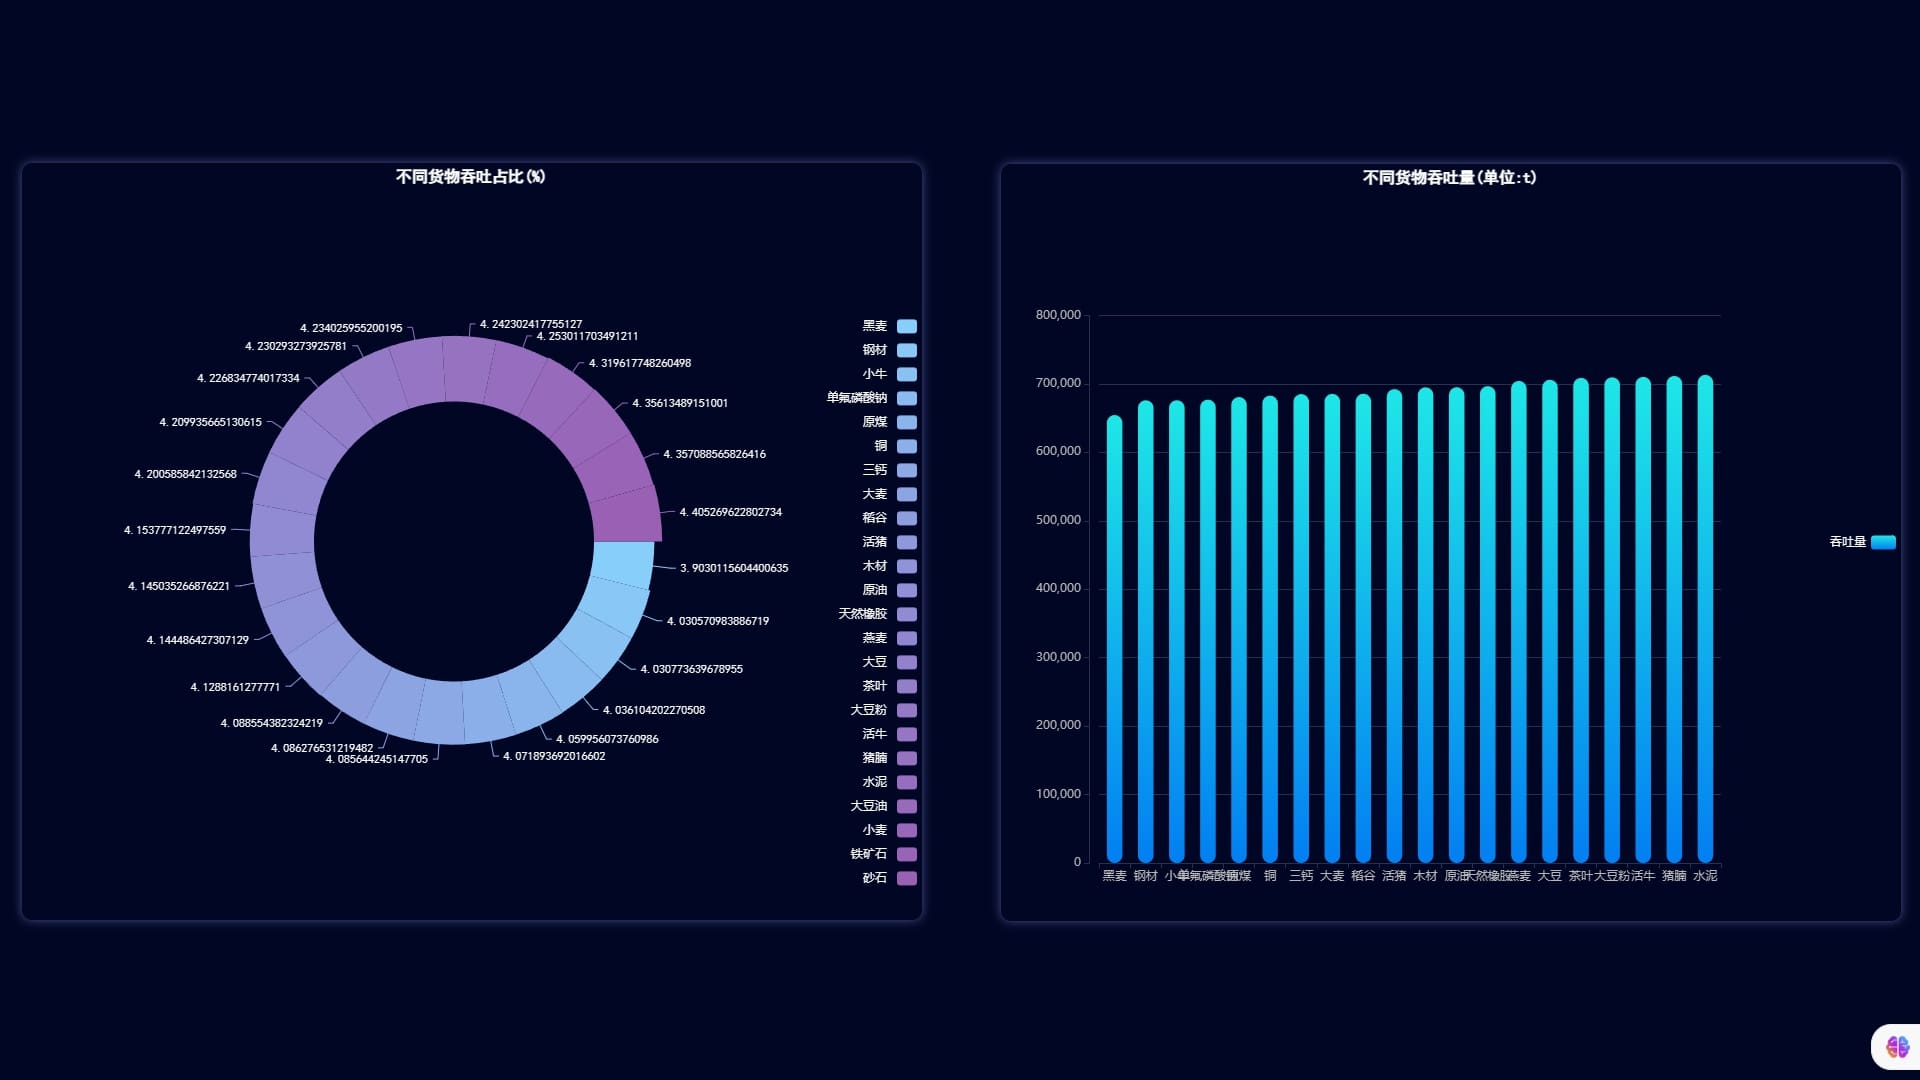 不同货物吞吐占比(%)
4.242302417755127
4.234025955200195
4.253011703491211
4.230293273925781
4.319617748260498
4.226834774017334
4.35613489151001
4.209935665130615
4.357088565826416
4.200585842132568
4.405269622802734
4.153777122497559
3.9030115604400635
4.145035266876221
4.030570983886719
4.144486427307129
4.030773639678955
4.1288161277771
4.036104202270508
4.088554382324219
4.059956073760986
4.086276531219482
4.071893692016602
4.085644245147705
黑麦
钢材
小牛
单氟磷酸钠
原煤
铜
三钙
大麦
稻谷
活猪
木材
原油
天然橡胶
燕麦
大豆
茶叶
大豆粉
活牛
猪腩
水泥
大豆油
小麦
铁矿石
砂石
不同货物吞吐量(单位:t)
800,000
700,000
600,000
500,000
400,000
300,000
200,000
100,000
0
黑麦 钢材 小牛 单氟磷酸钠 原煤 铜 三钙 大麦 稻谷 活猪 木材 原油 天然橡胶 燕麦 大豆 茶叶 大豆粉 活牛 猪腩 水泥
吞吐量